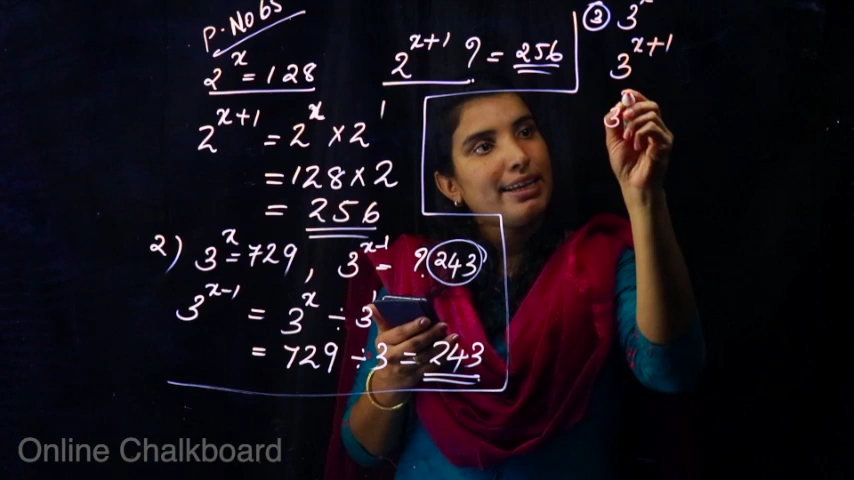 P.No 65
2^x = 128
2^(x+1) ? = 256
2^(x+1) = 2^x × 2^1
= 128 × 2
= 256
2) 3^x = 729, 3^(x-1) = ? 243
3^(x-1) = 3^x ÷ 3^1
= 729 ÷ 3 = 243
③ 3^x
3^(x+1)
3
Online Chalkboard